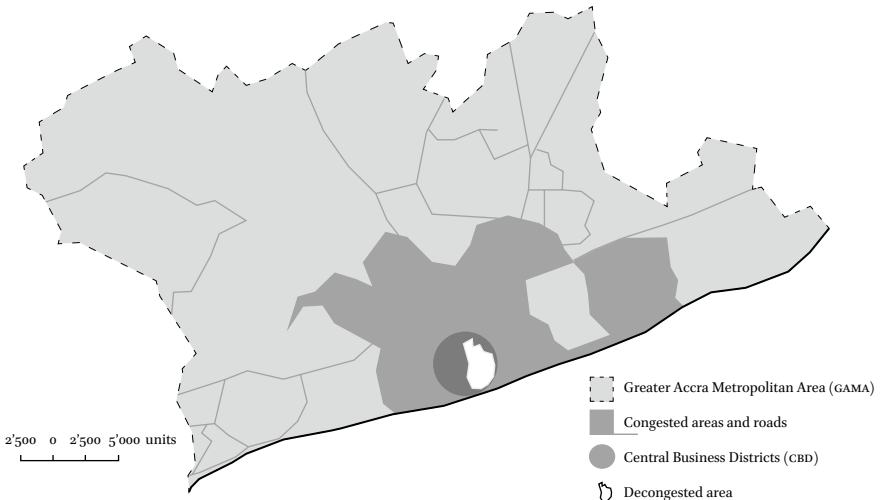 Greater Accra Metropolitan Area (GAMA)
Congested areas and roads
2'500 0 2'500 5'000 units
Central Business Districts (CBD)
Decongested area